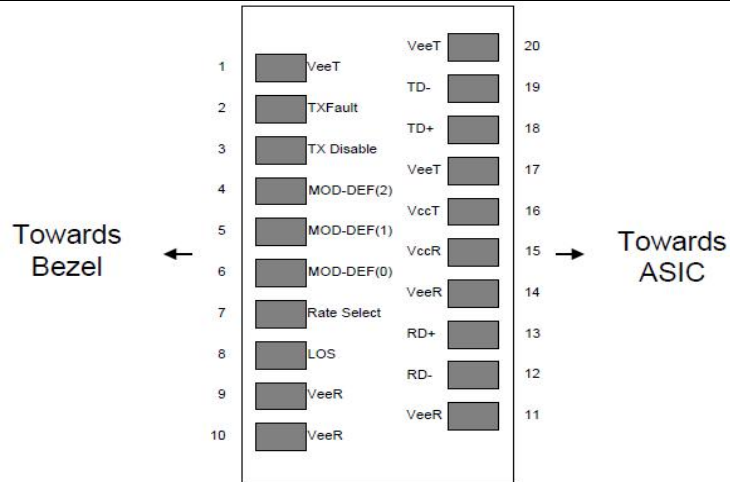 VeeT 20
1 VeeT
TD- 19
2 TXFault
TD+ 18
3 TX Disable
VeeT 17
4 MOD-DEF(2)
VccT 16
5 MOD-DEF(1)
Towards Bezel
VccR 15
Towards ASIC
6 MOD-DEF(0)
VeeR 14
7 Rate Select
RD+ 13
8 LOS
RD- 12
9 VeeR
VeeR 11
10 VeeR